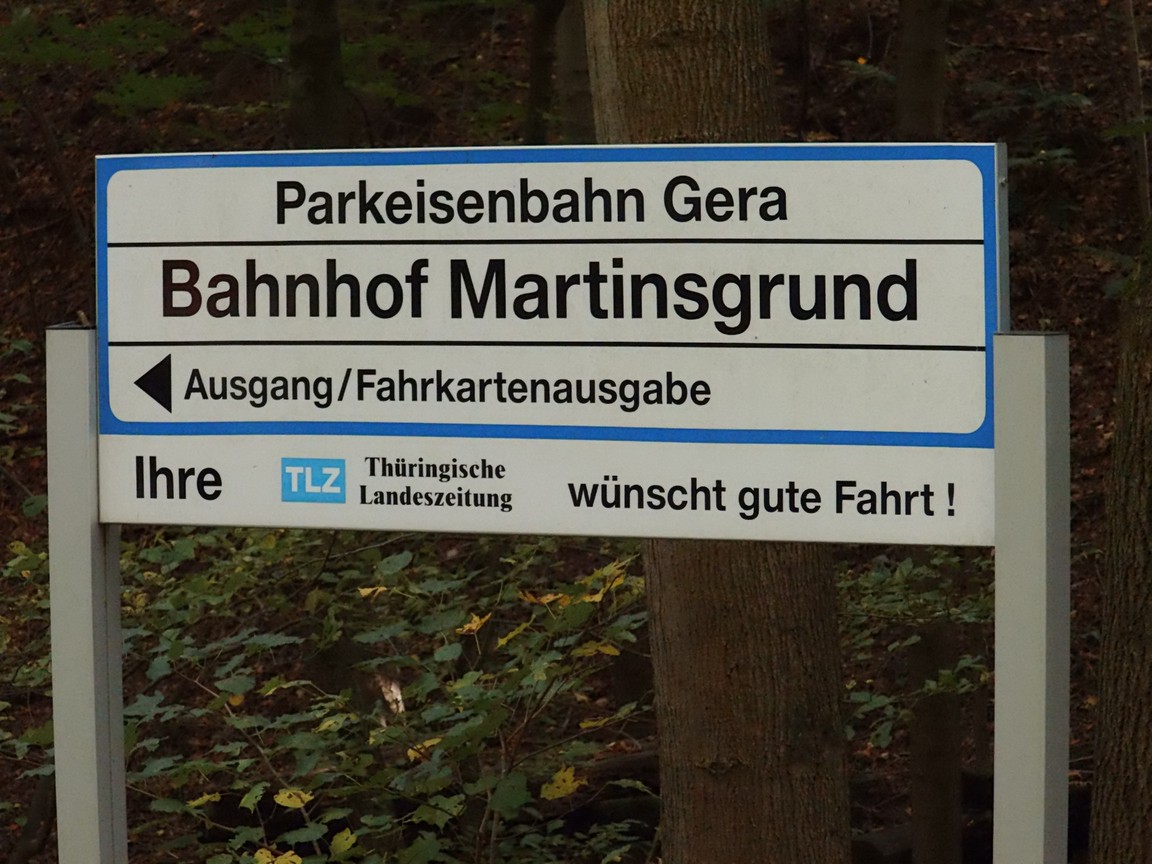 Parkeisenbahn Gera
Bahnhof Martinsgrund
Ausgang/Fahrkartenausgabe
Ihre TLZ Thüringische Landeszeitung wünscht gute Fahrt !